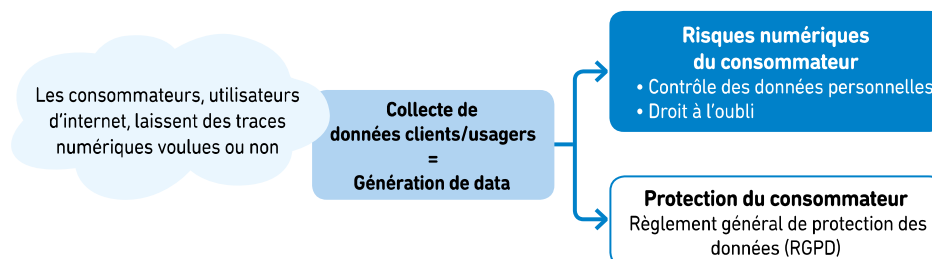 Les consommateurs, utilisateurs
d'internet, laissent des traces
numériques voulues ou non
Collecte de
données clients/usagers
=
Génération de data
Risques numériques
du consommateur
• Contrôle des données personnelles
• Droit à l'oubli
Protection du consommateur
Règlement général de protection des
données (RGPD)